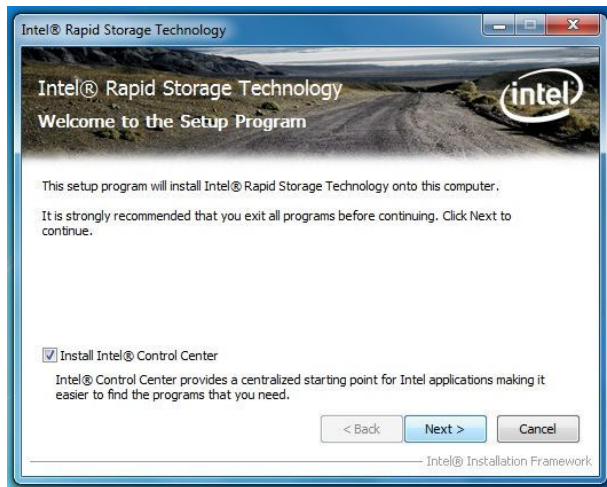 Intel® Rapid Storage Technology
Intel® Rapid Storage Technology
Welcome to the Setup Program
intel
This setup program will install Intel® Rapid Storage Technology onto this computer.
It is strongly recommended that you exit all programs before continuing. Click Next to
continue.
Install Intel® Control Center
Intel® Control Center provides a centralized starting point for Intel applications making it
easier to find the programs that you need.
< Back Next > Cancel
Intel® Installation Framework